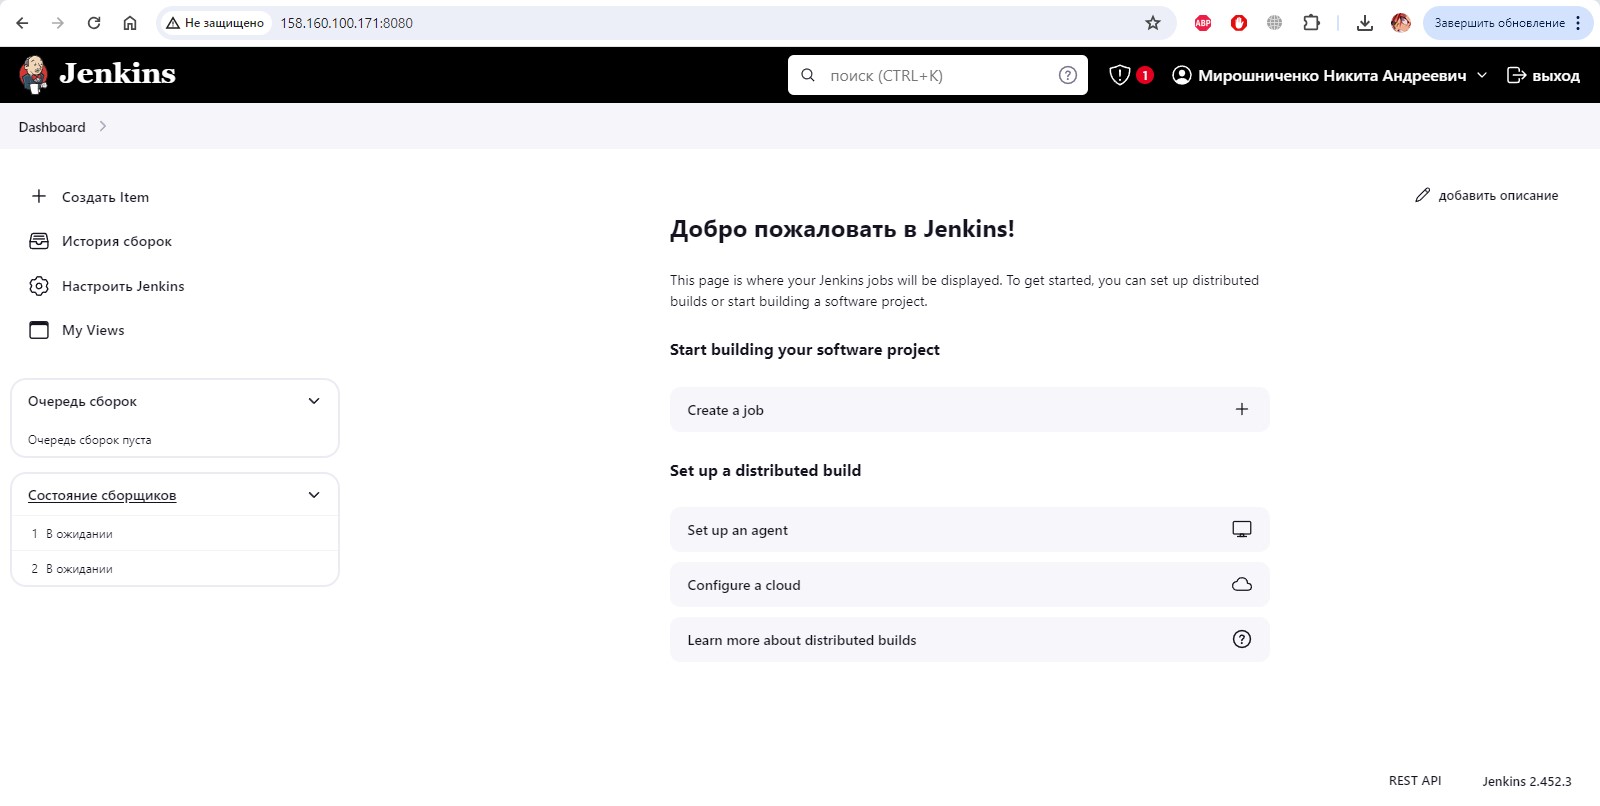 Не защищено
158.160.100.171:8080
ABP
Завершить обновление
Jenkins
поиск (CTRL+K)
?
1
Мирошниченко Никита Андреевич
выход
Dashboard
Создать Item
История сборок
Настроить Jenkins
My Views
Очередь сборок
Очередь сборок пуста
Состояние сборщиков
1 В ожидании
2 В ожидании
добавить описание
Добро пожаловать в Jenkins!
This page is where your Jenkins jobs will be displayed. To get started, you can set up distributed
builds or start building a software project.
Start building your software project
Create a job
Set up a distributed build
Set up an agent
Configure a cloud
Learn more about distributed builds
?
REST API
Jenkins 2.452.3